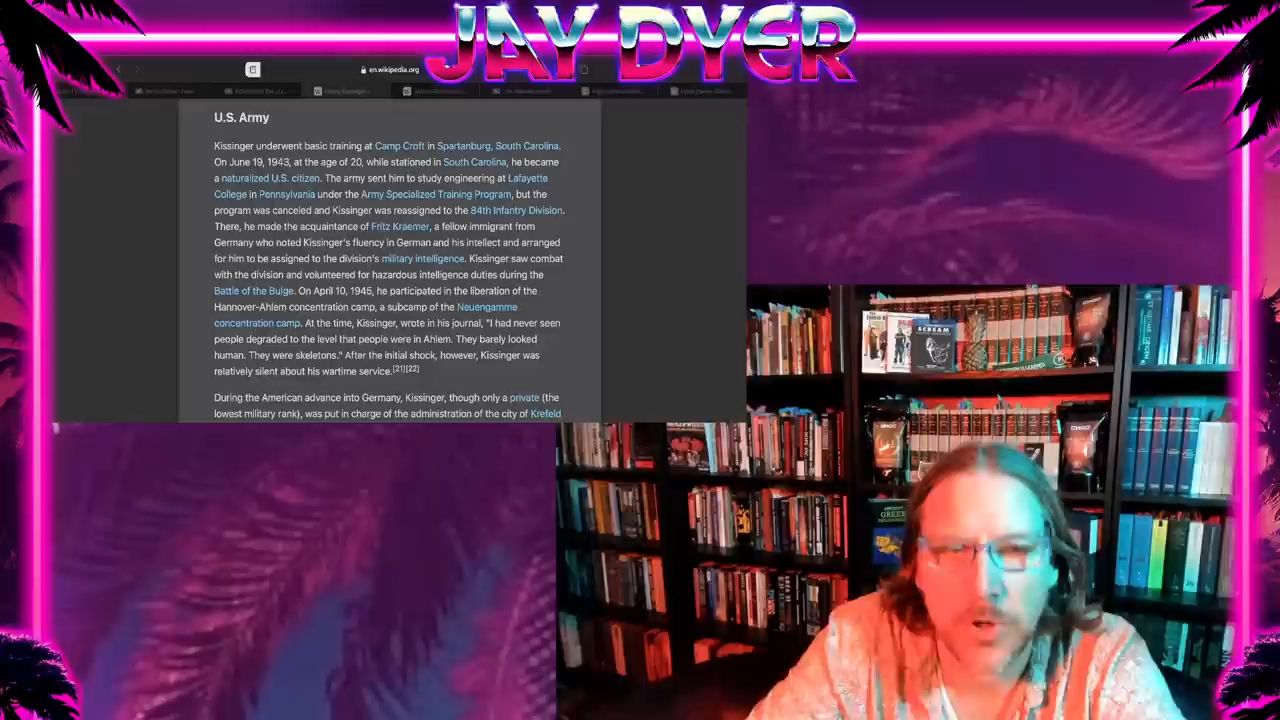 JAY DYER
en.wikipedia.org
U.S. Army
Kissinger underwent basic training at Camp Croft in Spartanburg, South Carolina.
On June 19, 1943, at the age of 20, while stationed in South Carolina, he became
a naturalized U.S. citizen. The army sent him to study engineering at Lafayette
College in Pennsylvania under the Army Specialized Training Program, but the
program was canceled and Kissinger was reassigned to the 84th Infantry Division.
There, he made the acquaintance of Fritz Kraemer, a fellow immigrant from
Germany who noted Kissinger's fluency in German and his intellect and arranged
for him to be assigned to the division's military intelligence. Kissinger saw combat
with the division and volunteered for hazardous intelligence duties during the
Battle of the Bulge. On April 10, 1945, he participated in the liberation of the
Hannover-Ahlem concentration camp, a subcamp of the Neuengamme
concentration camp. At the time, Kissinger, wrote in his journal, "I had never seen
people degraded to the level that people were in Ahlem. They barely looked
human. They were skeletons." After the initial shock, however, Kissinger was
relatively silent about his wartime service.[21][22]
During the American advance into Germany, Kissinger, though only a private (the
lowest military rank), was put in charge of the administration of the city of Krefeld
SCREAM
GREEK